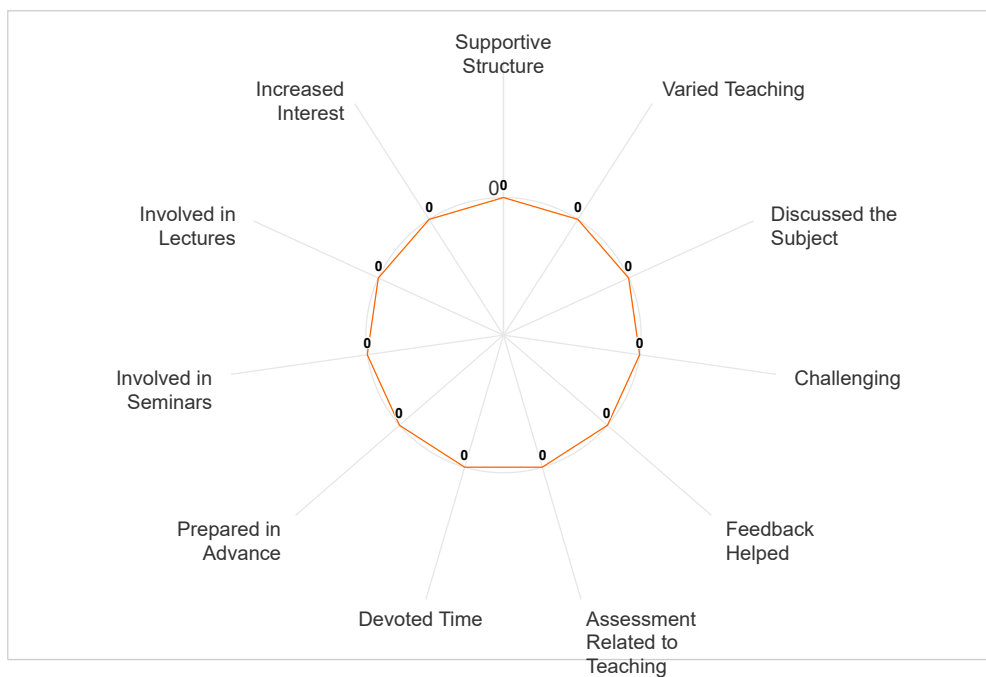 Supportive
Structure
Increased
Interest
Varied Teaching
0
0
0
0
Involved in
Lectures
Discussed the
Subject
0
0
0
0
Involved in
Seminars
Challenging
0
0
0
0
Prepared in
Advance
Feedback
Helped
Devoted Time
Assessment
Related to
Teaching